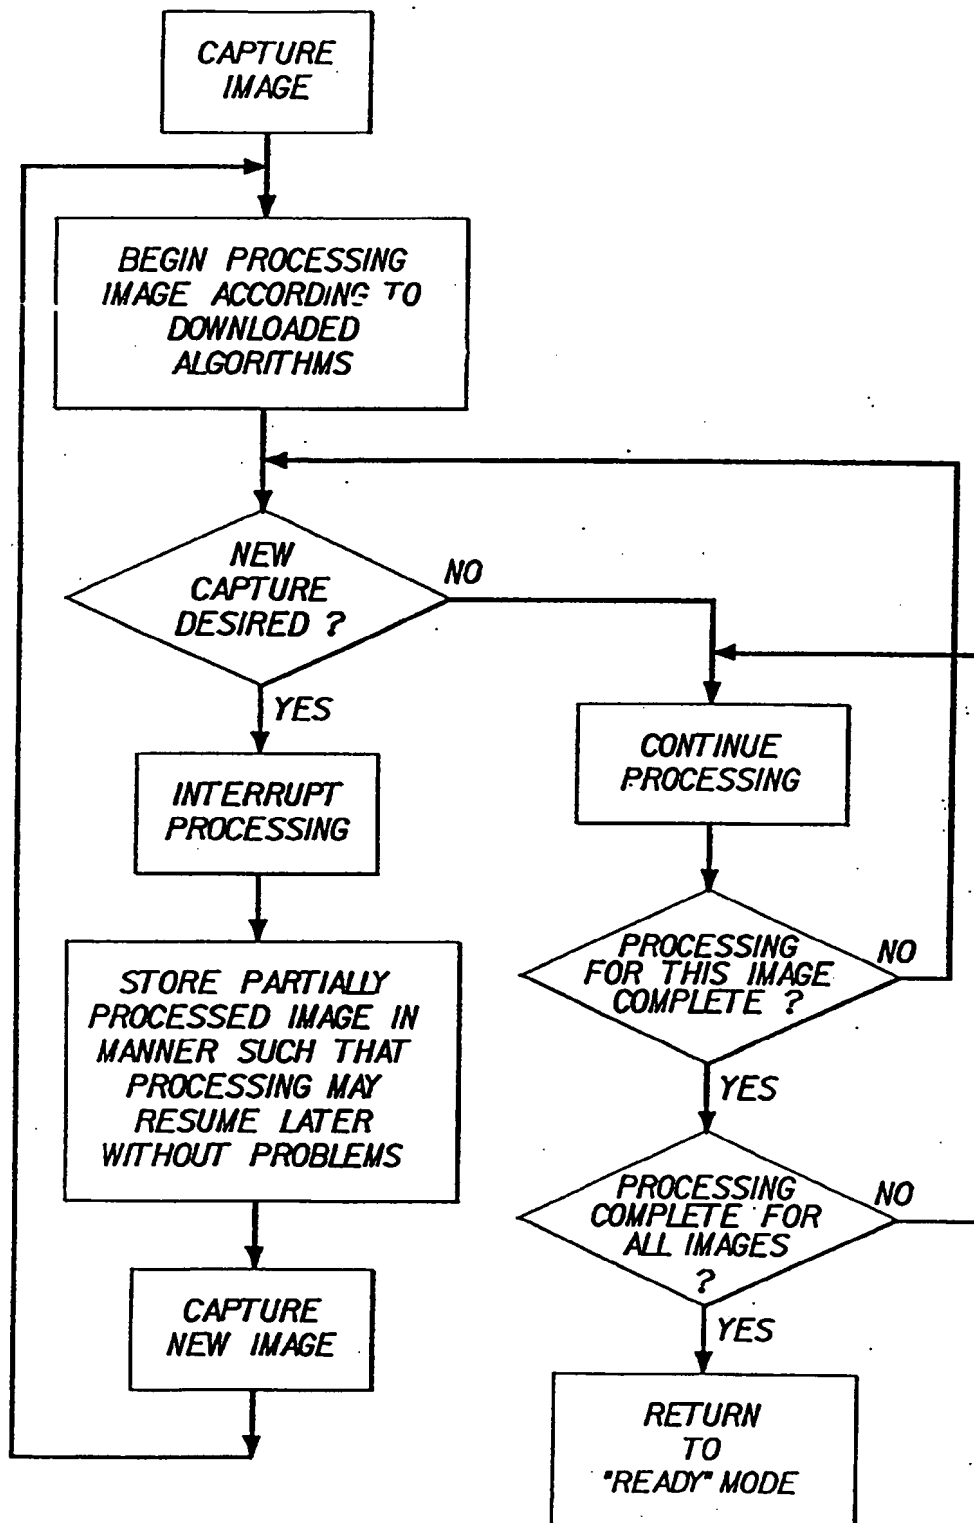 CAPTURE
IMAGE
BEGIN PROCESSING
IMAGE ACCORDING TO
DOWNLOADED
ALGORITHMS
NEW
CAPTURE
DESIRED ?
NO
YES
INTERRUPT
PROCESSING
STORE PARTIALLY
PROCESSED IMAGE IN
MANNER SUCH THAT
PROCESSING MAY
RESUME LATER
WITHOUT PROBLEMS
CAPTURE
NEW IMAGE
CONTINUE
PROCESSING
PROCESSING
FOR THIS IMAGE
COMPLETE ?
NO
YES
PROCESSING
COMPLETE FOR
ALL IMAGES
?
NO
YES
RETURN
TO
"READY" MODE